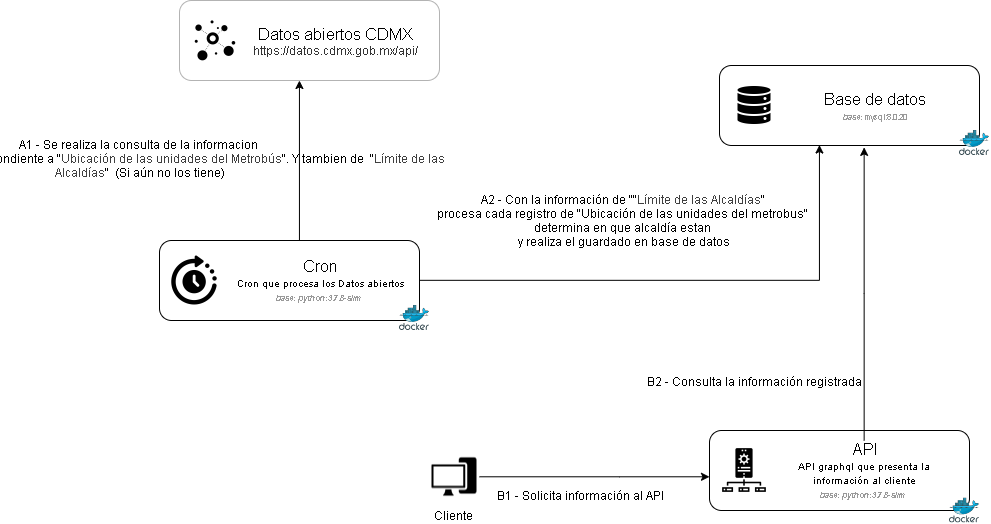 Datos abiertos CDMX
https://datos.cdmx.gob.mx/api/
Base de datos
base: mysql:8.0.20
docker
A1 - Se realiza la consulta de la informacion
ondiente a "Ubicación de las unidades del Metrobús". Y tambien de "Límite de las
Alcaldías" (Si aún no los tiene)
A2 - Con la información de ""Límite de las Alcaldías"
procesa cada registro de "Ubicación de las unidades del metrobus"
determina en que alcaldía estan
y realiza el guardado en base de datos
Cron
Cron que procesa los Datos abiertos
base: python:3.7.8-slim
docker
B2 - Consulta la información registrada
API
API graphql que presenta la
información al cliente
base: python:3.7.8-slim
docker
B1 - Solicita información al API
Cliente